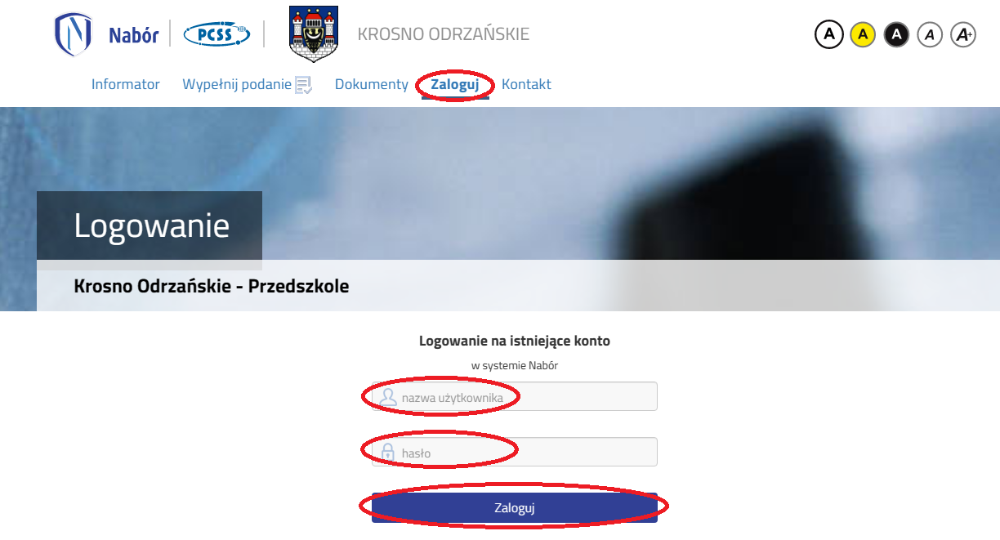 Nabór PCSS KROSNO ODRZAŃSKIE A A A A A+
Informator Wypełnij podanie Dokumenty Zaloguj Kontakt
Logowanie
Krosno Odrzańskie - Przedszkole
Logowanie na istniejące konto
w systemie Nabór
nazwa użytkownika
hasło
Zaloguj